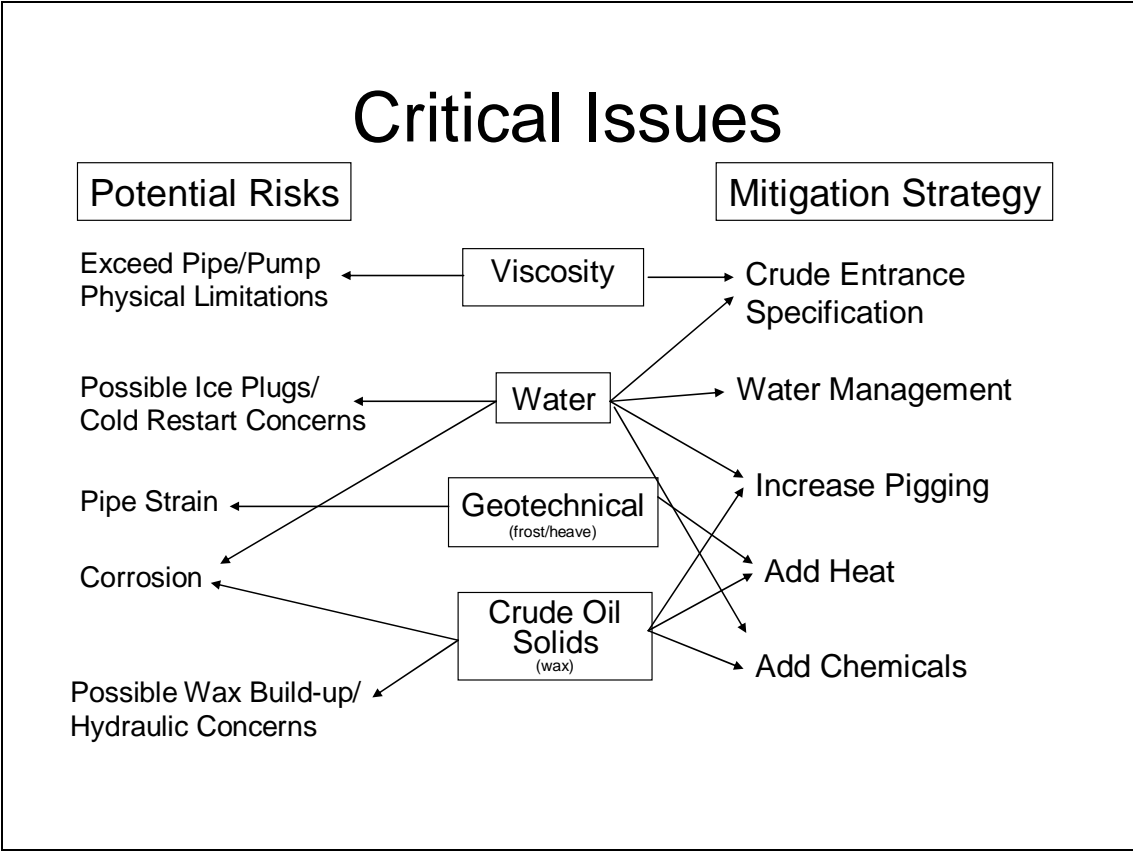 Critical Issues
Potential Risks
Mitigation Strategy
Exceed Pipe/Pump
Physical Limitations
Viscosity
Crude Entrance
Specification
Possible Ice Plugs/
Cold Restart Concerns
Water
Water Management
Pipe Strain
Geotechnical
(frost/heave)
Increase Pigging
Corrosion
Crude Oil
Solids
(wax)
Add Heat
Add Chemicals
Possible Wax Build-up/
Hydraulic Concerns